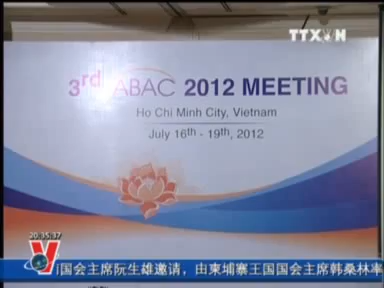 TTXVN
3rd ABAC 2012 MEETING
Ho Chi Minh City, Vietnam
July 16th - 19th, 2012
20:35:37
V
国会主席阮生雄邀请，由柬埔寨王国国会主席韩桑林率